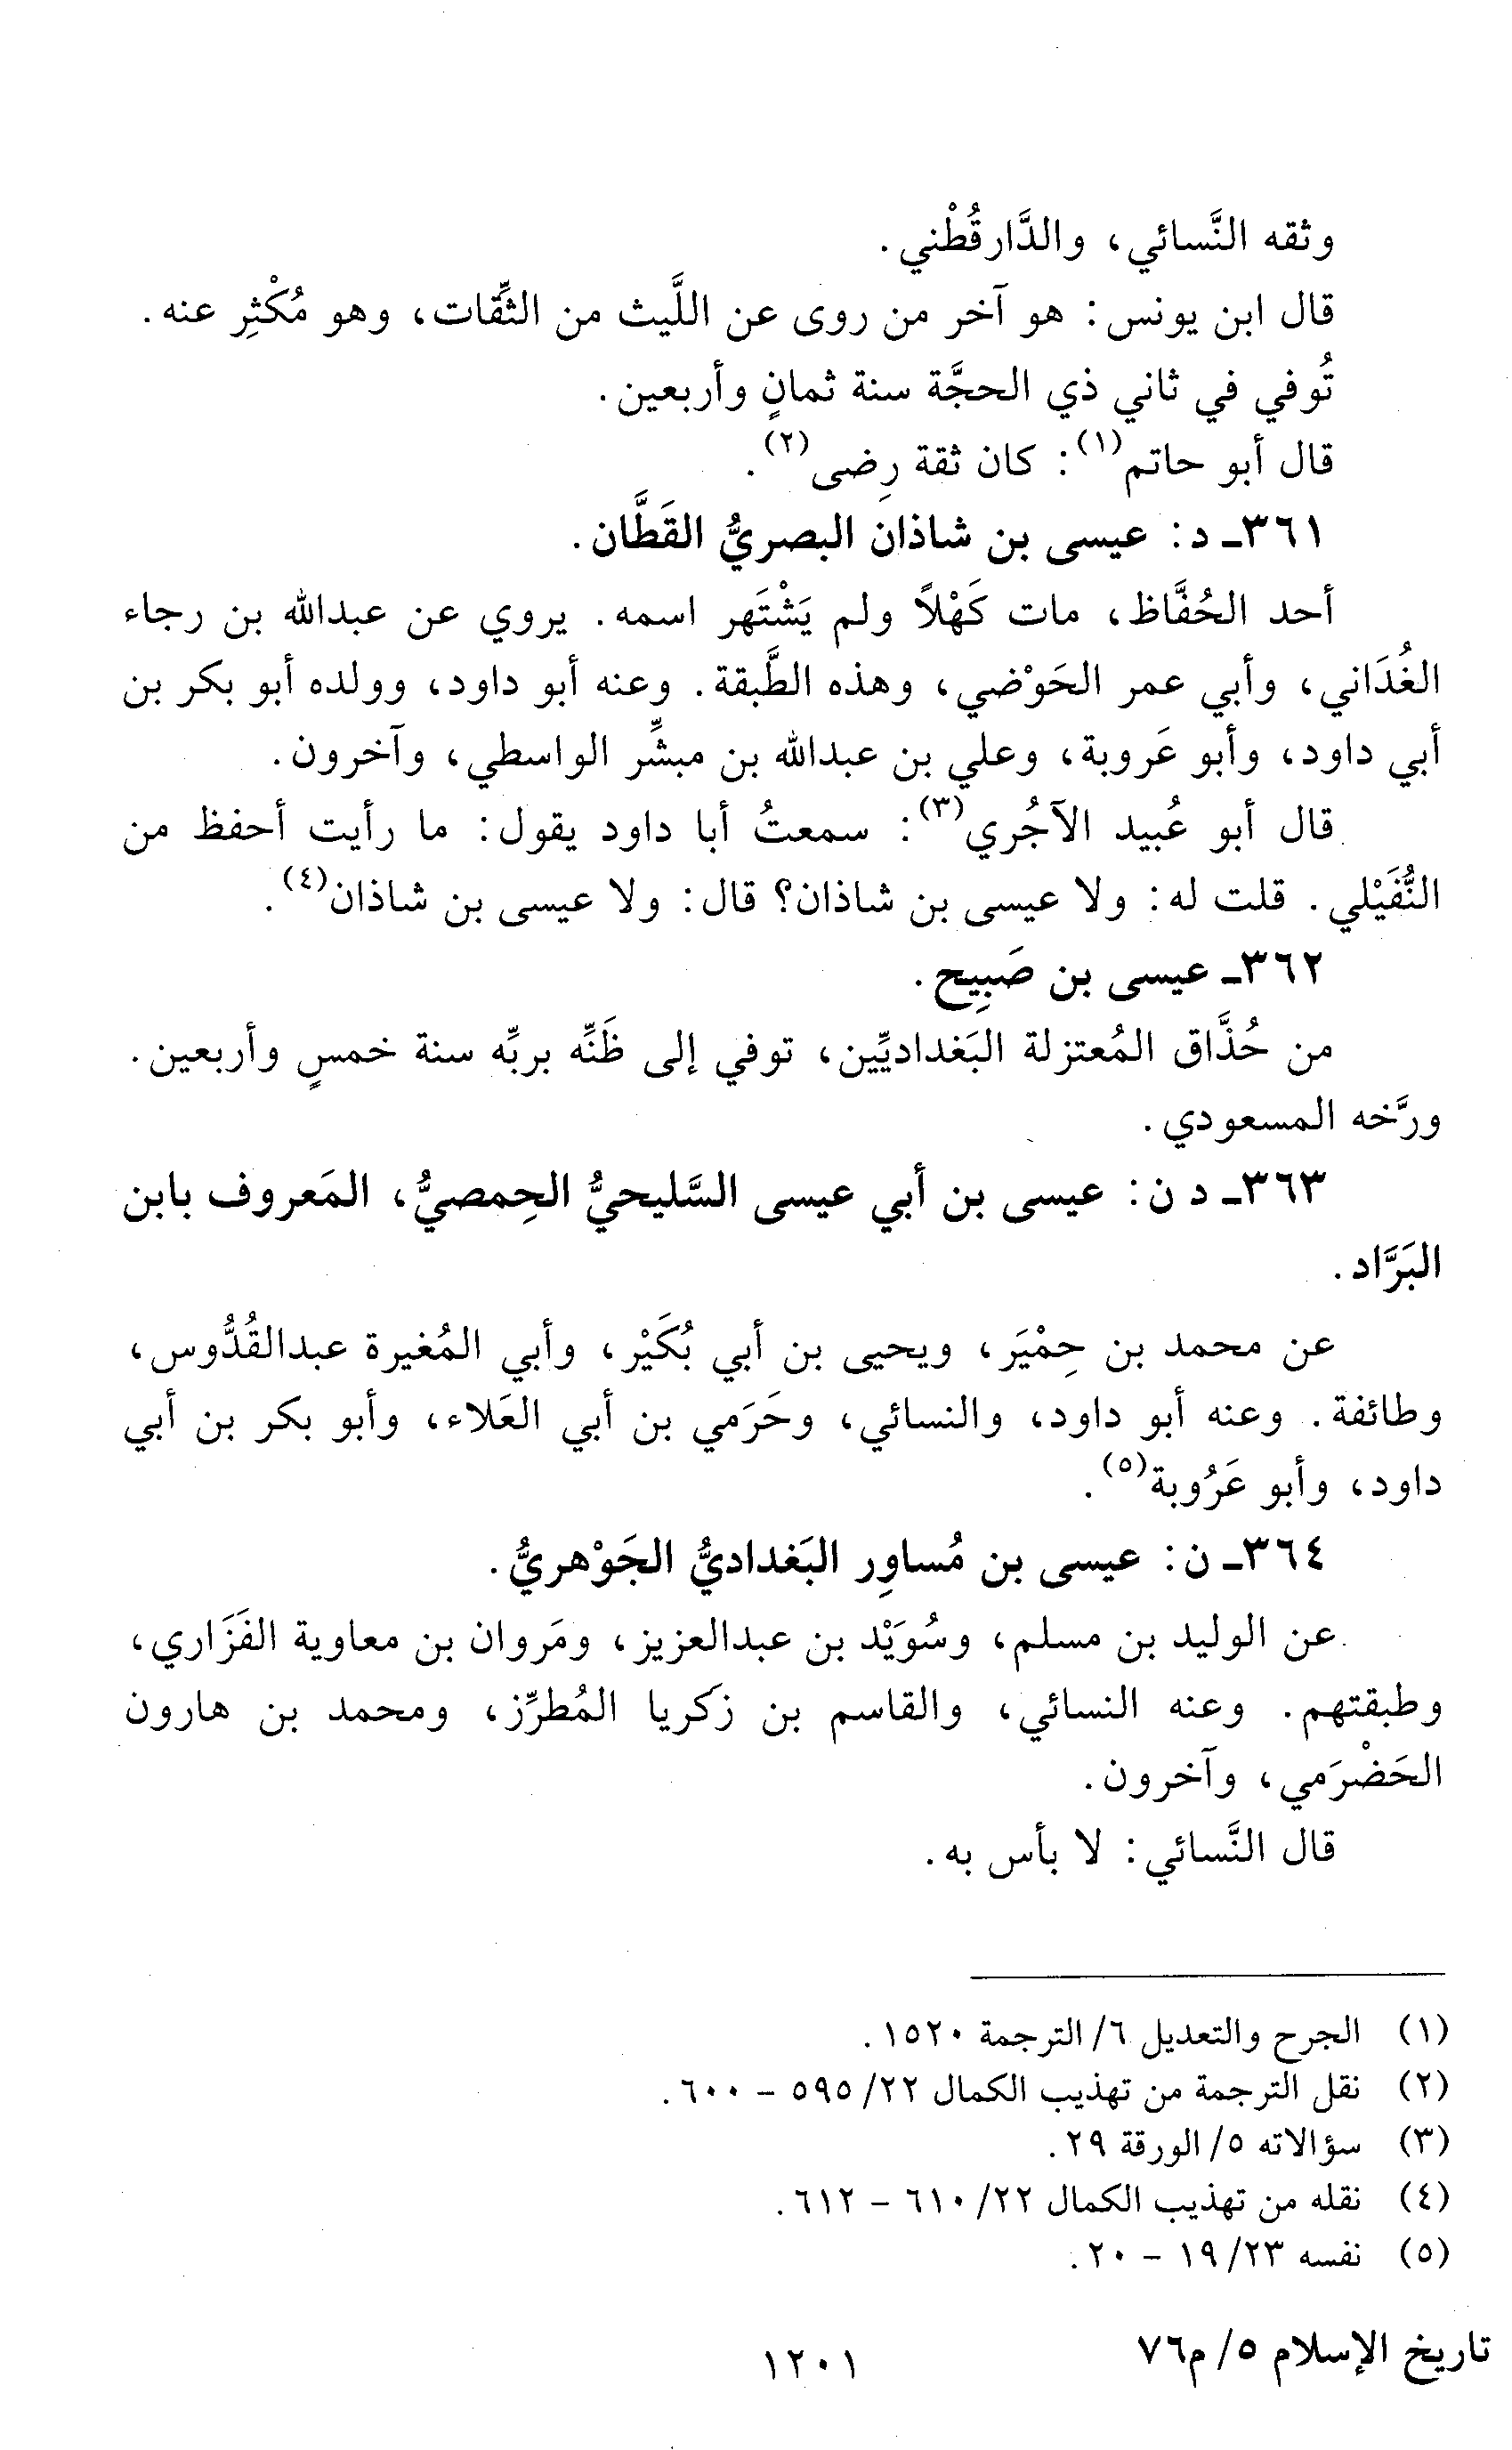 وثقه النَّسائي، والدَّارقُطْني.
قال ابن يونس: هو آخر من روى عن اللَّيث من الثِّقات، وهو مُكْثِر عنه.
تُوفي في ثاني ذي الحجَّة سنة ثمانٍ وأربعين.
قال أبو حاتم(١): كان ثقة رِضى(٢).
٣٦١ـ د: عيسى بن شاذان البصريُّ القَطَّان.
أحد الحُفَّاظ، مات كَهْلاً ولم يَشْتَهر اسمه. يروي عن عبدالله بن رجاء
الغُدَاني، وأبي عمر الحَوْضي، وهذه الطَّبقة. وعنه أبو داود، وولده أبو بكر بن
أبي داود، وأبو عَروبة، وعلي بن عبدالله بن مبشِّر الواسطي، وآخرون.
قال أبو عُبيد الآجُري(٣): سمعتُ أبا داود يقول: ما رأيت أحفظ من
النُّفَيْلي. قلت له: ولا عيسى بن شاذان؟ قال: ولا عيسى بن شاذان(٤).
٣٦٢ـ عيسى بن صَبِيح.
من حُذَّاق المُعتزلة البَغداديِّين، توفي إلى ظَنِّه بربِّه سنة خمسٍ وأربعين.
ورَّخه المسعودي.
٣٦٣ـ د ن: عيسى بن أبي عيسى السَّليحيُّ الحِمصيُّ، المَعروف بابن
البَرَّاد.
عن محمد بن حِمْيَر، ويحيى بن أبي بُكَيْر، وأبي المُغيرة عبدالقُدُّوس،
وطائفة. وعنه أبو داود، والنسائي، وحَرَمي بن أبي العَلاء، وأبو بكر بن أبي
داود، وأبو عَرُوبة(٥).
٣٦٤ـ ن: عيسى بن مُساوِر البَغداديُّ الجَوْهريُّ.
عن الوليد بن مسلم، وسُوَيْد بن عبدالعزيز، ومَروان بن معاوية الفَزَاري،
وطبقتهم. وعنه النسائي، والقاسم بن زكريا المُطرِّز، ومحمد بن هارون
الحَضْرَمي، وآخرون.
قال النَّسائي: لا بأس به.
(١) الجرح والتعديل ٦/ الترجمة ١٥٢٠.
(٢) نقل الترجمة من تهذيب الكمال ٢٢/ ٥٩٥ - ٦٠٠.
(٣) سؤالاته ٥/ الورقة ٢٩.
(٤) نقله من تهذيب الكمال ٢٢/ ٦١٠ - ٦١٢.
(٥) نفسه ٢٣/ ١٩ - ٢٠.
تاريخ الإسلام ٥/ م٧٦
١٢٠١